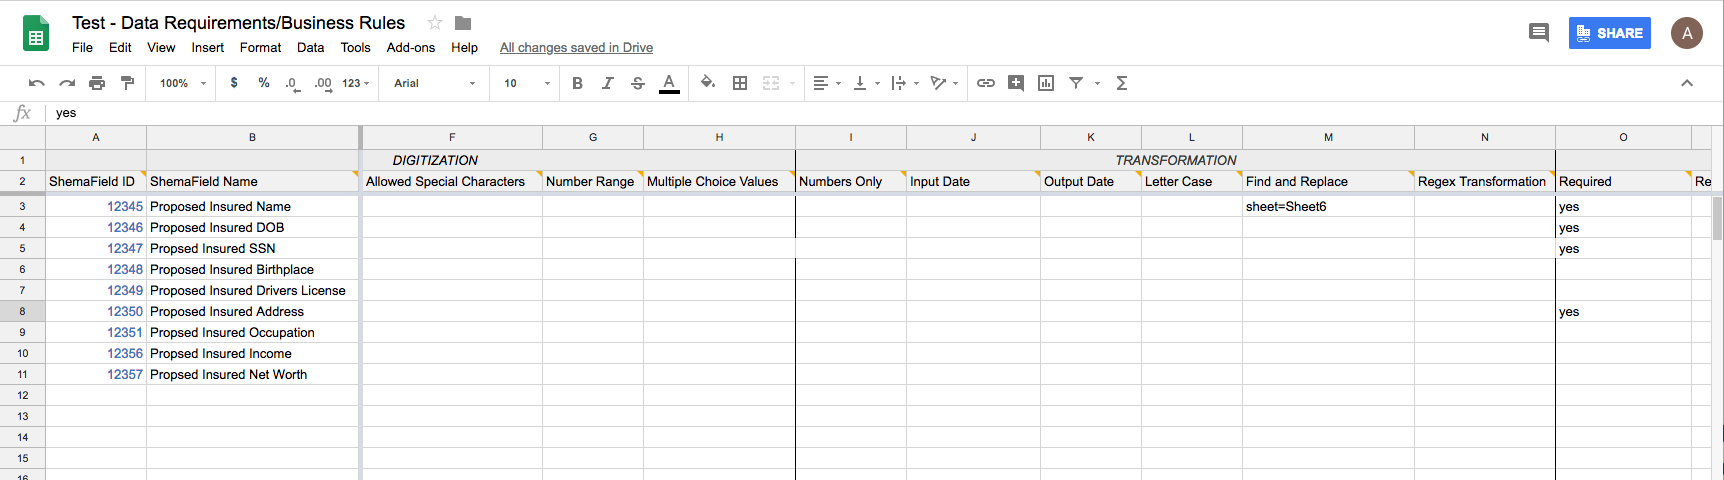 Test - Data Requirements/Business Rules
File Edit View Insert Format Data Tools Add-ons Help All changes saved in Drive
SHARE A
100% $ % .0 .00 123 Arial 10 B I S A Σ
fx yes
A B F G H I J K L M N O
1 DIGITIZATION TRANSFORMATION
2 ShemaField ID ShemaField Name Allowed Special Characters Number Range Multiple Choice Values Numbers Only Input Date Output Date Letter Case Find and Replace Regex Transformation Required Re
3 12345 Proposed Insured Name sheet=Sheet6 yes
4 12346 Proposed Insured DOB yes
5 12347 Propsed Insured SSN yes
6 12348 Proposed Insured Birthplace
7 12349 Proposed Insured Drivers License
8 12350 Proposed Insured Address yes
9 12351 Propsed Insured Occupation
10 12356 Propsed Insured Income
11 12357 Propsed Insured Net Worth
12
13
14
15
16